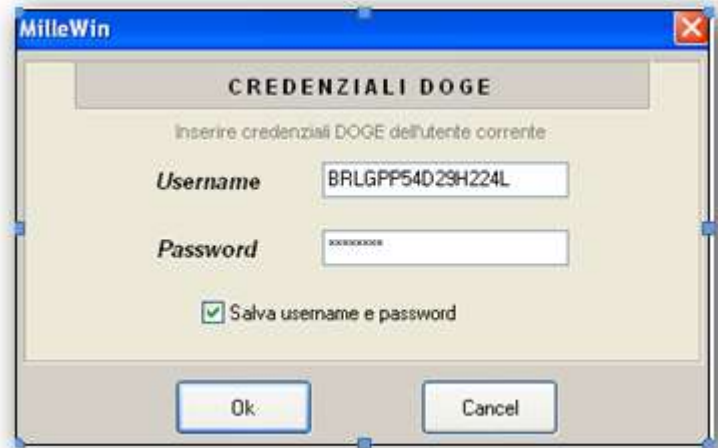 MilleWin
CREDENZIALI DOGE
Inserire credenziali DOGE dell'utente corrente
Username BRLGPP54D29H224L
Password ********
Salva username e password
Ok Cancel